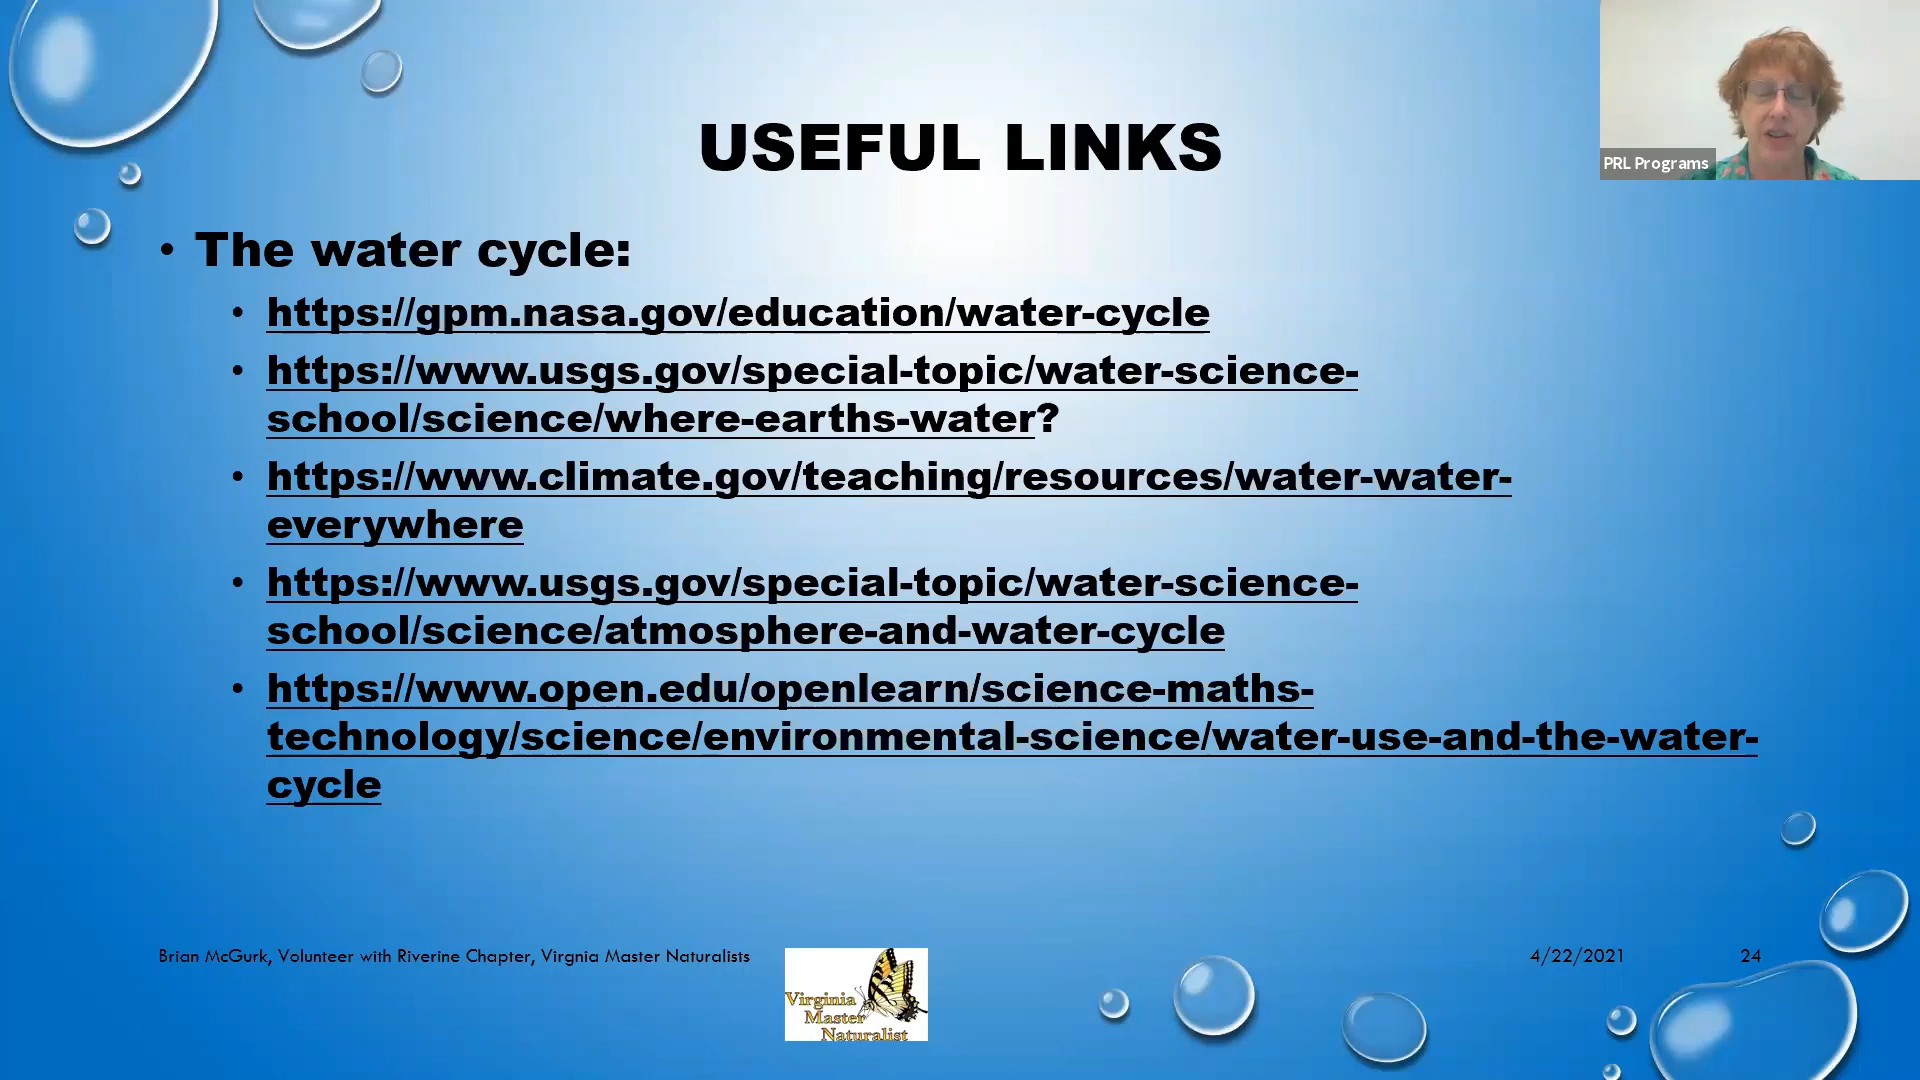 USEFUL LINKS
PRL Programs
• The water cycle:
• https://gpm.nasa.gov/education/water-cycle
• https://www.usgs.gov/special-topic/water-science-
school/science/where-earths-water?
• https://www.climate.gov/teaching/resources/water-water-
everywhere
• https://www.usgs.gov/special-topic/water-science-
school/science/atmosphere-and-water-cycle
• https://www.open.edu/openlearn/science-maths-
technology/science/environmental-science/water-use-and-the-water-
cycle
Brian McGurk, Volunteer with Riverine Chapter, Virgnia Master Naturalists
4/22/2021
24
Virginia
Master
Naturalist